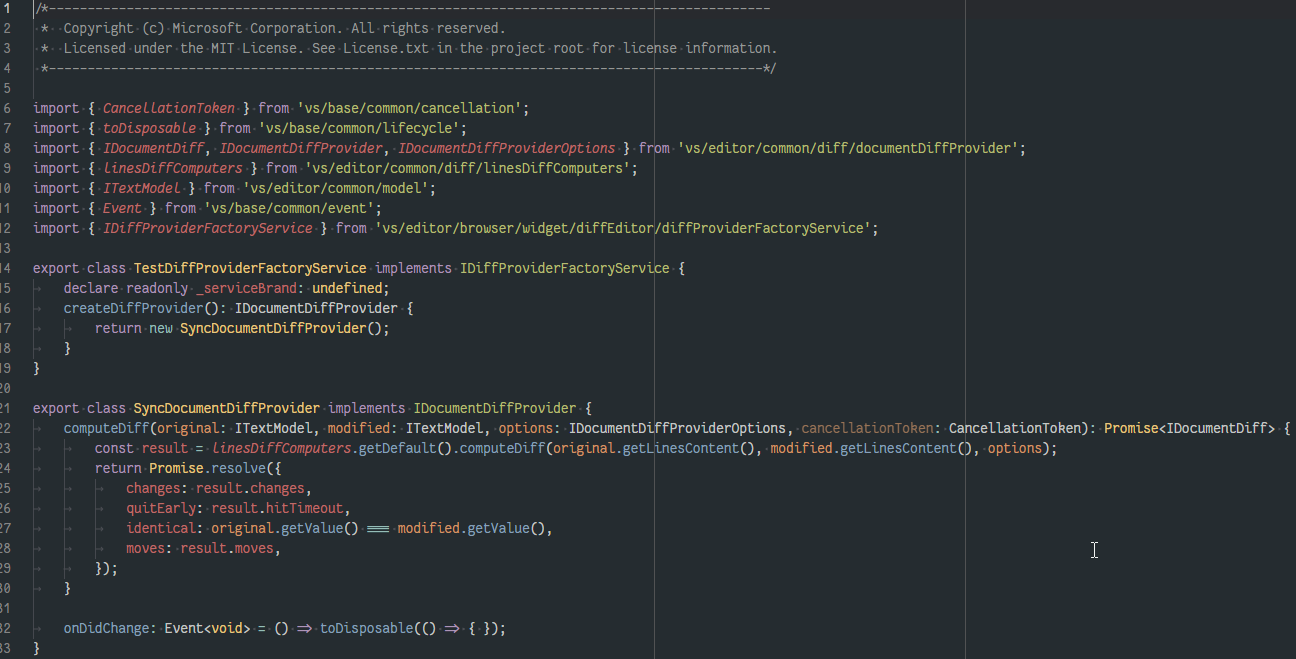 1 /*---------------------------------------------------------------------------------------------
2  *  Copyright (c) Microsoft Corporation. All rights reserved.
3  *  Licensed under the MIT License. See License.txt in the project root for license information.
4  *--------------------------------------------------------------------------------------------*/
5
6 import { CancellationToken } from 'vs/base/common/cancellation';
7 import { toDisposable } from 'vs/base/common/lifecycle';
8 import { IDocumentDiff, IDocumentDiffProvider, IDocumentDiffProviderOptions } from 'vs/editor/common/diff/documentDiffProvider';
9 import { linesDiffComputers } from 'vs/editor/common/diff/linesDiffComputers';
10 import { ITextModel } from 'vs/editor/common/model';
11 import { Event } from 'vs/base/common/event';
12 import { IDiffProviderFactoryService } from 'vs/editor/browser/widget/diffEditor/diffProviderFactoryService';
13
14 export class TestDiffProviderFactoryService implements IDiffProviderFactoryService {
15     declare readonly _serviceBrand: undefined;
16     createDiffProvider(): IDocumentDiffProvider {
17         return new SyncDocumentDiffProvider();
18     }
19 }
20
21 export class SyncDocumentDiffProvider implements IDocumentDiffProvider {
22     computeDiff(original: ITextModel, modified: ITextModel, options: IDocumentDiffProviderOptions, cancellationToken: CancellationToken): Promise<IDocumentDiff> {
23         const result = linesDiffComputers.getDefault().computeDiff(original.getLinesContent(), modified.getLinesContent(), options);
24         return Promise.resolve({
25             changes: result.changes,
26             quitEarly: result.hitTimeout,
27             identical: original.getValue() === modified.getValue(),
28             moves: result.moves,
29         });
30     }
31
32     onDidChange: Event<void> = () => toDisposable(() => { });
33 }